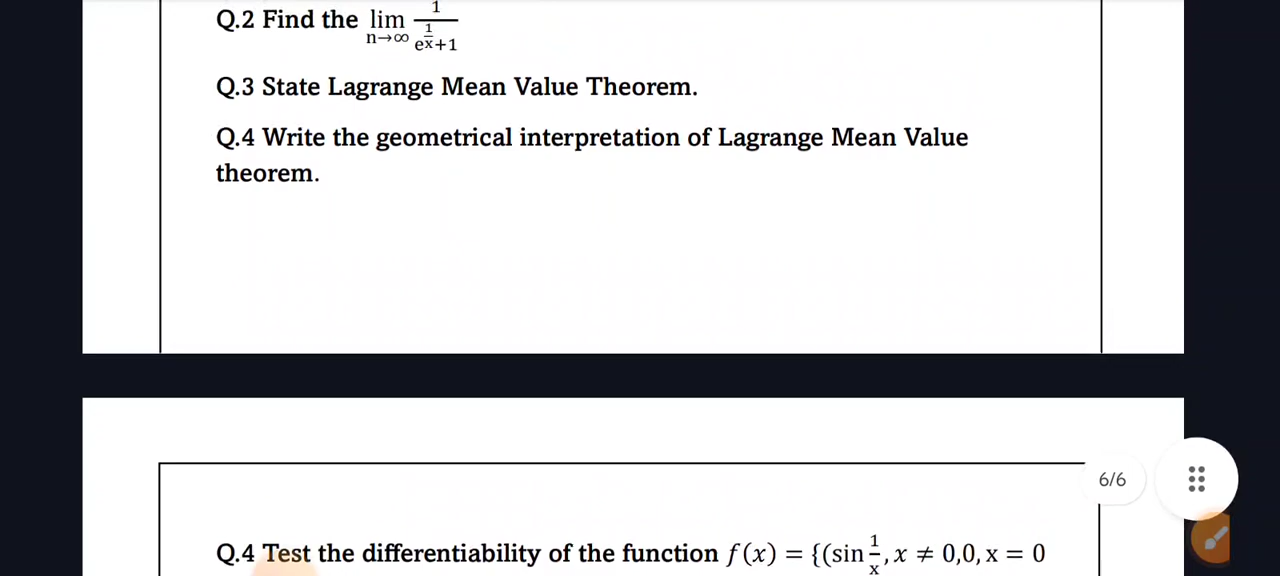 Q.2 Find the lim n→∞ 1/(e^(1/x)+1)
Q.3 State Lagrange Mean Value Theorem.
Q.4 Write the geometrical interpretation of Lagrange Mean Value
theorem.
6/6
Q.4 Test the differentiability of the function f(x) = {(sin 1/x, x ≠ 0,0, x = 0